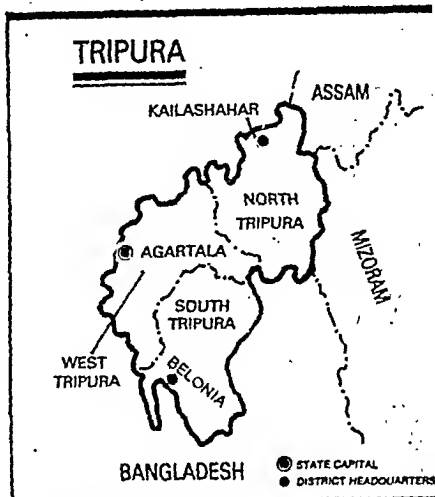 TRIPURA
ASSAM
KAILASHAHAR
NORTH
TRIPURA
MIZORAM
AGARTALA
SOUTH
TRIPURA
WEST
TRIPURA
BELONIA
BANGLADESH
STATE CAPITAL
DISTRICT HEADQUARTERS